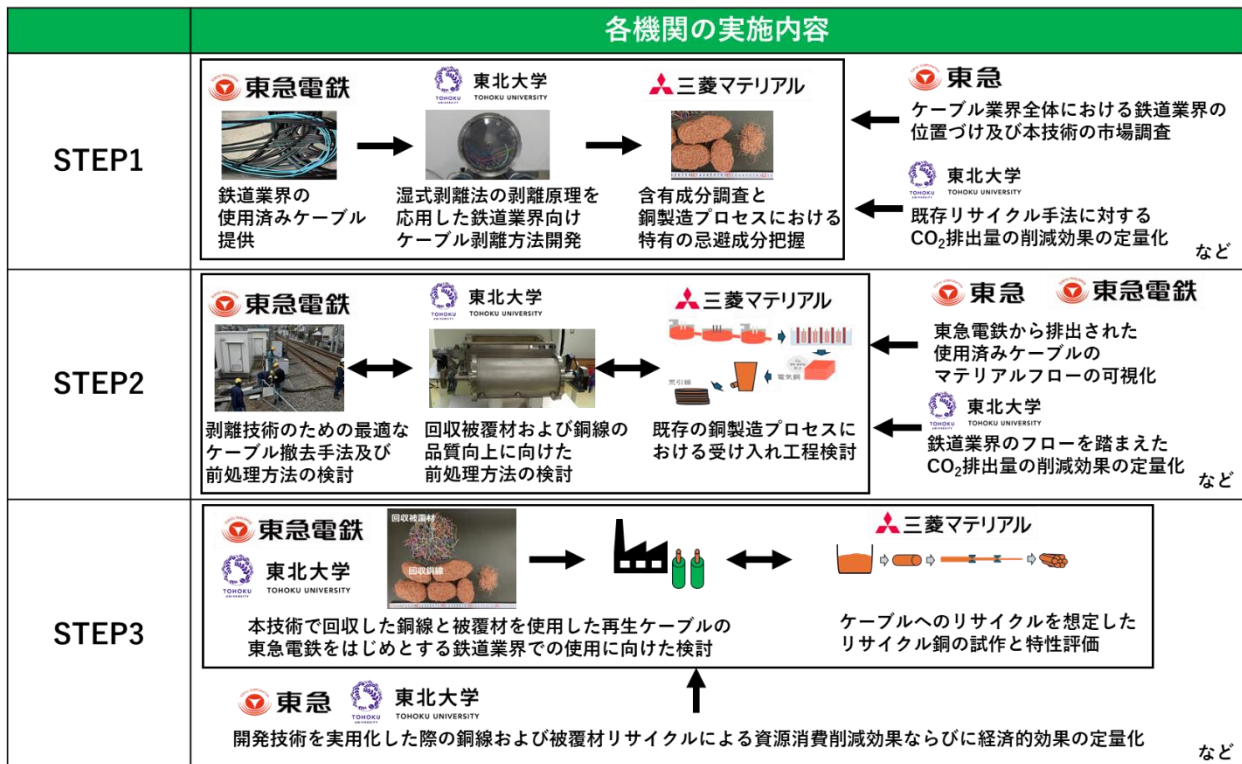 各機関の実施内容
STEP1
東急電鉄
東北大学
TOHOKU UNIVERSITY
三菱マテリアル
鉄道業界の
使用済みケーブル
提供
湿式剥離法の剥離原理を
応用した鉄道業界向け
ケーブル剥離方法開発
含有成分調査と
銅製造プロセスにおける
特有の忌避成分把握
東急
ケーブル業界全体における鉄道業界の
位置づけ及び本技術の市場調査
東北大学
TOHOKU UNIVERSITY
既存リサイクル手法に対する
CO₂排出量の削減効果の定量化
など
STEP2
東急電鉄
東北大学
TOHOKU UNIVERSITY
三菱マテリアル
電気銅
荒引線
剥離技術のための最適な
ケーブル撤去手法及び
前処理方法の検討
回収被覆材および銅線の
品質向上に向けた
前処理方法の検討
既存の銅製造プロセスに
おける受け入れ工程検討
東急
東急電鉄
東急電鉄から排出された
使用済みケーブルの
マテリアルフローの可視化
東北大学
TOHOKU UNIVERSITY
鉄道業界のフローを踏まえた
CO₂排出量の削減効果の定量化
など
STEP3
東急電鉄
東北大学
TOHOKU UNIVERSITY
回収被覆材
回収銅線
三菱マテリアル
本技術で回収した銅線と被覆材を使用した再生ケーブルの
東急電鉄をはじめとする鉄道業界での使用に向けた検討
ケーブルへのリサイクルを想定した
リサイクル銅の試作と特性評価
東急
東北大学
TOHOKU UNIVERSITY
開発技術を実用化した際の銅線および被覆材リサイクルによる資源消費削減効果ならびに経済的効果の定量化
など